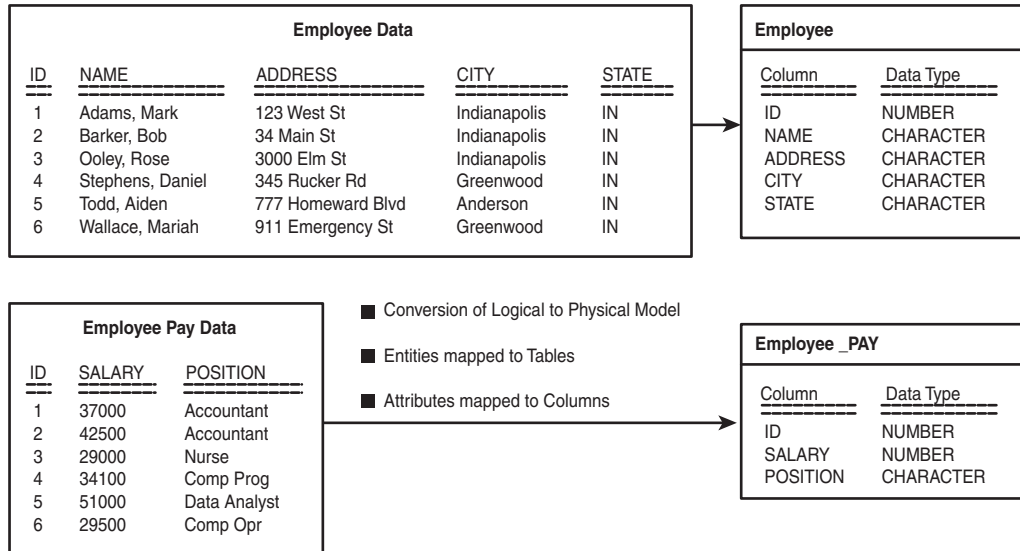 Employee Data
ID NAME ADDRESS CITY STATE
1 Adams, Mark 123 West St Indianapolis IN
2 Barker, Bob 34 Main St Indianapolis IN
3 Ooley, Rose 3000 Elm St Indianapolis IN
4 Stephens, Daniel 345 Rucker Rd Greenwood IN
5 Todd, Aiden 777 Homeward Blvd Anderson IN
6 Wallace, Mariah 911 Emergency St Greenwood IN
Employee
Column Data Type
ID NUMBER
NAME CHARACTER
ADDRESS CHARACTER
CITY CHARACTER
STATE CHARACTER
Employee Pay Data
ID SALARY POSITION
1 37000 Accountant
2 42500 Accountant
3 29000 Nurse
4 34100 Comp Prog
5 51000 Data Analyst
6 29500 Comp Opr
Conversion of Logical to Physical Model
Entities mapped to Tables
Attributes mapped to Columns
Employee _PAY
Column Data Type
ID NUMBER
SALARY NUMBER
POSITION CHARACTER